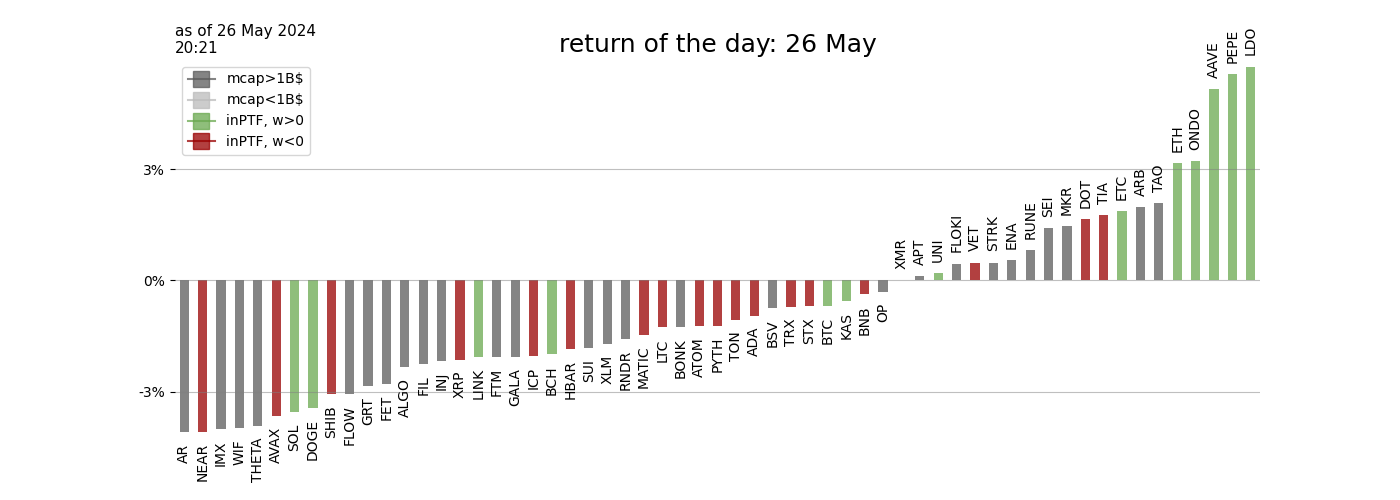 as of 26 May 2024
20:21
return of the day: 26 May
mcap>1B$
mcap<1B$
inPTF, w>0
inPTF, w<0
3%
0%
-3%
AR
NEAR
IMX
WIF
THETA
AVAX
SOL
DOGE
SHIB
FLOW
GRT
FET
ALGO
FIL
INJ
XRP
LINK
FTM
GALA
ICP
BCH
HBAR
SUI
XLM
RNDR
MATIC
LTC
BONK
ATOM
PYTH
TON
ADA
BSV
TRX
STX
BTC
KAS
BNB
OP
XMR
APT
UNI
FLOKI
VET
STRK
ENA
RUNE
SEI
MKR
DOT
TIA
ETC
ARB
TAO
ETH
ONDO
AAVE
PEPE
LDO